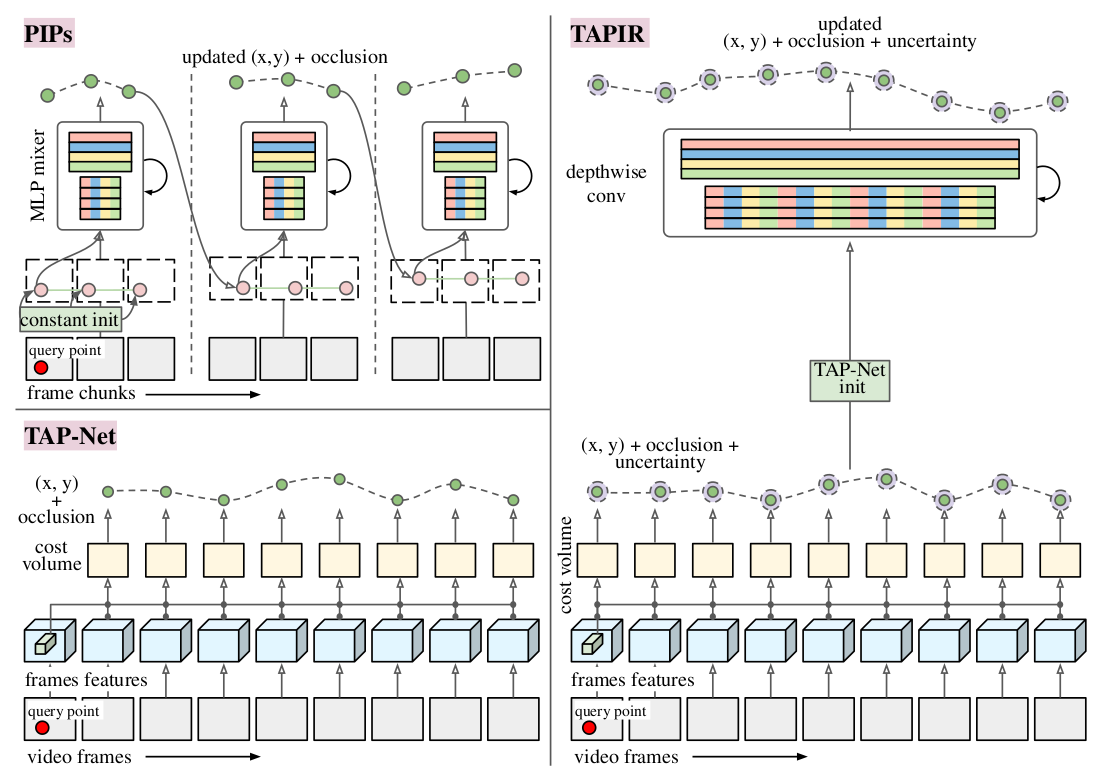 PIPs
updated (x,y) + occlusion
MLP mixer
constant init
query point
frame chunks
TAP-Net
(x, y)
+
occlusion
cost
volume
frames features
query point
video frames
TAPIR
updated
(x, y) + occlusion + uncertainty
depthwise
conv
TAP-Net
init
(x, y) + occlusion +
uncertainty
cost volume
frames features
query point
video frames